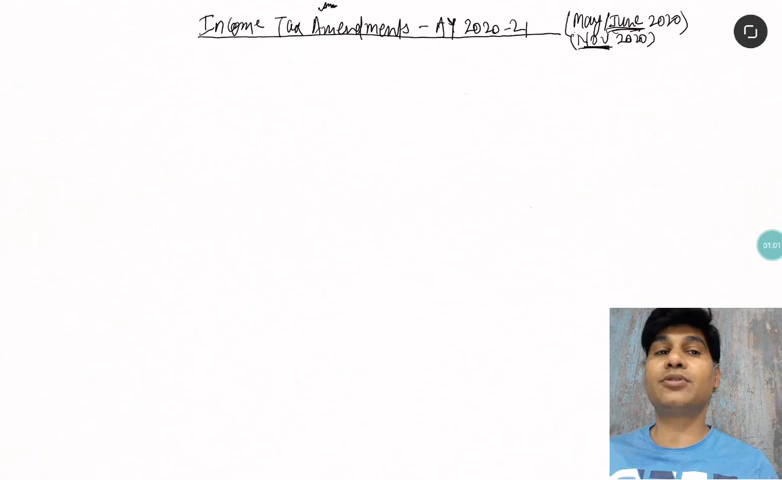 Income Tax Amendments - AY 2020-21 (May/June 2020)
(Nov 2020)
01:01